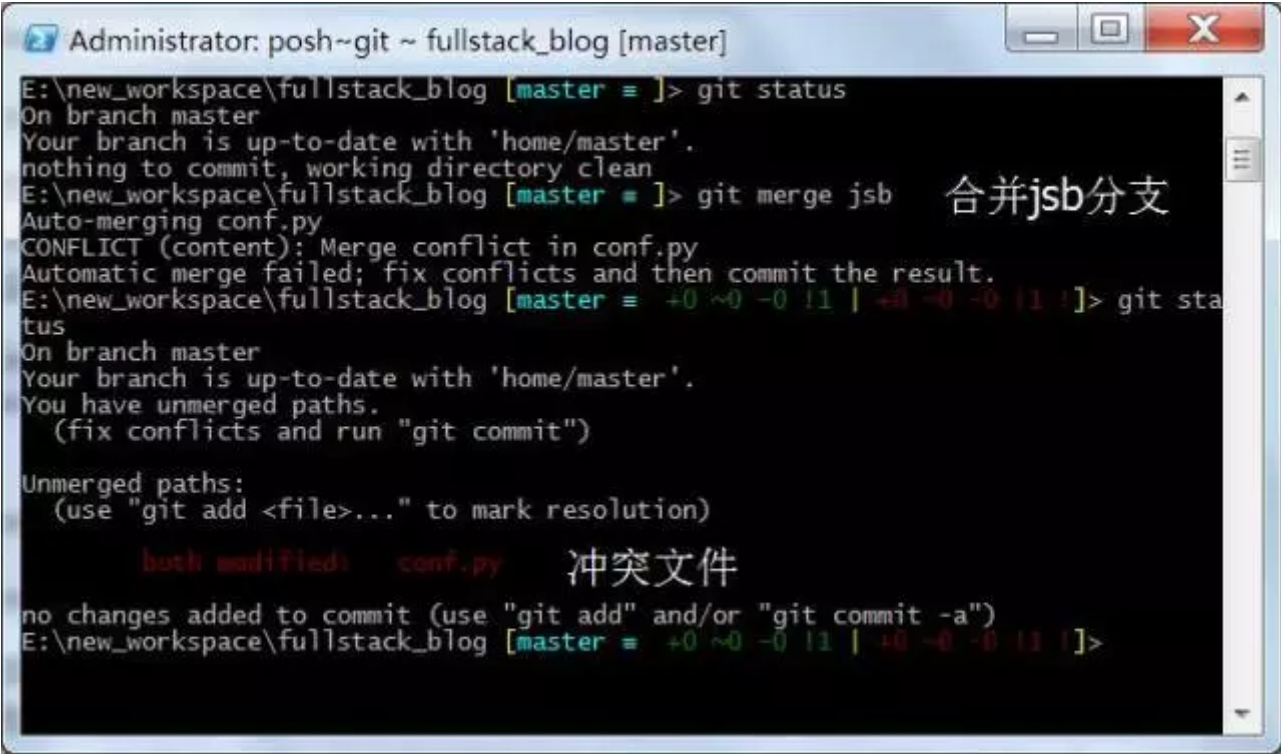 Administrator: posh~git ~ fullstack_blog [master]
E:\new_workspace\fullstack_blog [master ≡ ]> git status
On branch master
Your branch is up-to-date with 'home/master'.
nothing to commit, working directory clean
E:\new_workspace\fullstack_blog [master ≡ ]> git merge jsb 合并jsb分支
Auto-merging conf.py
CONFLICT (content): Merge conflict in conf.py
Automatic merge failed; fix conflicts and then commit the result.
E:\new_workspace\fullstack_blog [master ≡ +0 ~0 -0 !1 | +0 ~0 -0 !1 !]> git sta
tus
On branch master
Your branch is up-to-date with 'home/master'.
You have unmerged paths.
(fix conflicts and run "git commit")
Unmerged paths:
(use "git add <file>..." to mark resolution)
both modified: conf.py 冲突文件
no changes added to commit (use "git add" and/or "git commit -a")
E:\new_workspace\fullstack_blog [master ≡ +0 ~0 -0 !1 | +0 ~0 -0 !1 !]>